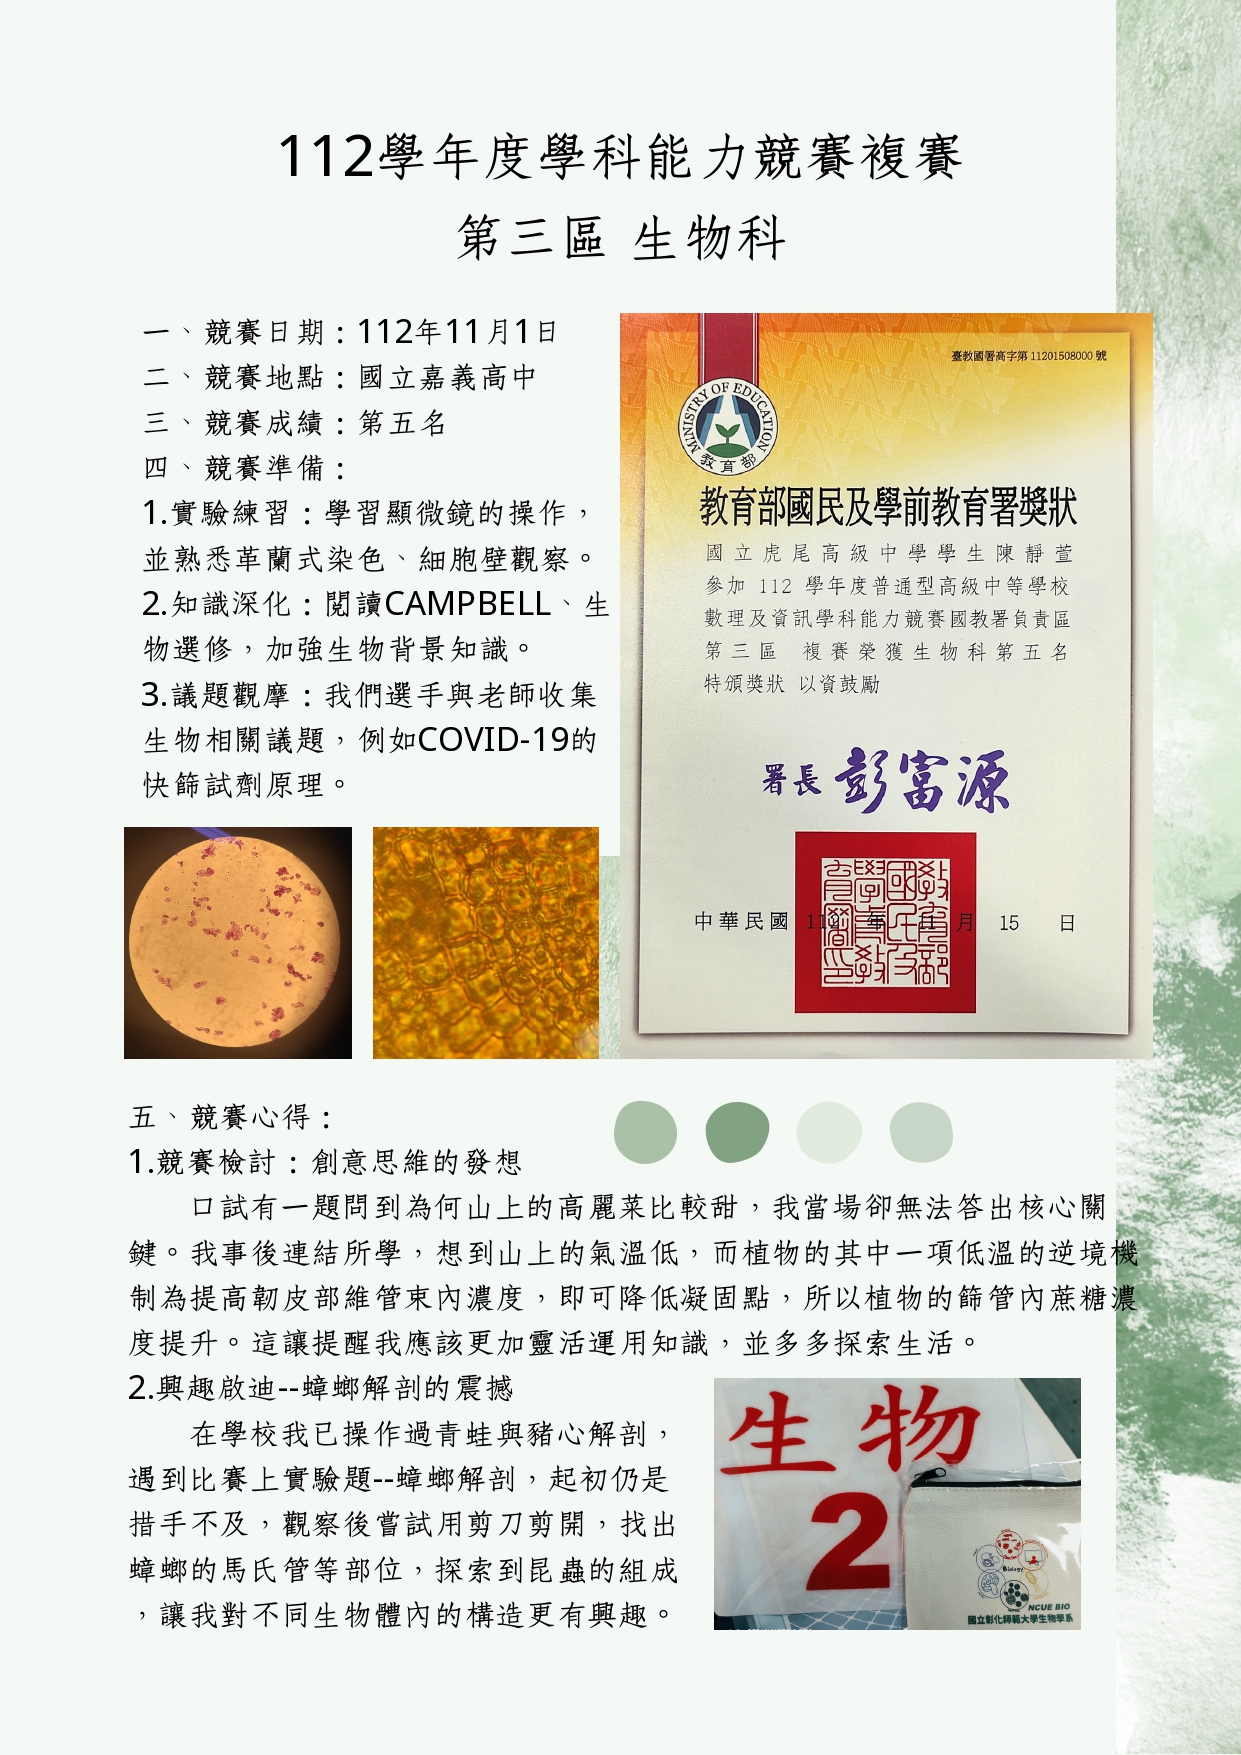 112學年度學科能力競賽複賽
第三區 生物科
一、競賽日期：112年11月1日
二、競賽地點：國立嘉義高中
三、競賽成績：第五名
四、競賽準備：
1.實驗練習：學習顯微鏡的操作，
並熟悉革蘭式染色、細胞壁觀察。
2.知識深化：閱讀CAMPBELL、生
物選修，加強生物背景知識。
3.議題觀摩：我們選手與老師收集
生物相關議題，例如COVID-19的
快篩試劑原理。
臺教國署高字第 11201508000 號
MINISTRY OF EDUCATION
教育部
教育部國民及學前教育署獎狀
國立虎尾高級中學學生陳靜萱
參加 112 學年度普通型高級中等學校
數理及資訊學科能力競賽國教署負責區
第三區 複賽榮獲生物科第五名
特頒獎狀 以資鼓勵
署長 彭富源
中華民國 112 年 11 月 15 日
五、競賽心得：
1.競賽檢討：創意思維的發想
口試有一題問到為何山上的高麗菜比較甜，我當場卻無法答出核心關
鍵。我事後連結所學，想到山上的氣溫低，而植物的其中一項低溫的逆境機
制為提高韌皮部維管束內濃度，即可降低凝固點，所以植物的篩管內蔗糖濃
度提升。這讓提醒我應該更加靈活運用知識，並多多探索生活。
2.興趣啟迪--蟑螂解剖的震撼
在學校我已操作過青蛙與豬心解剖，
遇到比賽上實驗題--蟑螂解剖，起初仍是
措手不及，觀察後嘗試用剪刀剪開，找出
蟑螂的馬氏管等部位，探索到昆蟲的組成
，讓我對不同生物體內的構造更有興趣。
生物
2
Biology
NCUE BIO
國立彰化師範大學生物學系